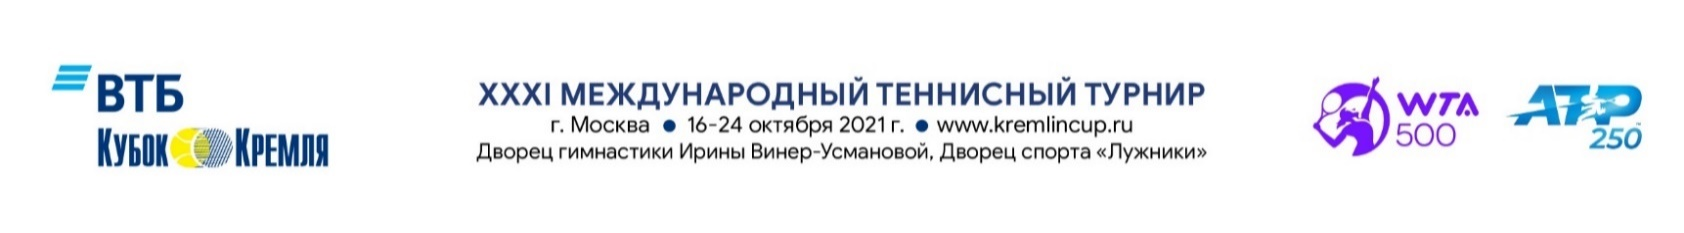 ВТБ
КУБОК КРЕМЛЯ
XXXI МЕЖДУНАРОДНЫЙ ТЕННИСНЫЙ ТУРНИР
г. Москва • 16-24 октября 2021 г. • www.kremlincup.ru
Дворец гимнастики Ирины Винер-Усмановой, Дворец спорта «Лужники»
WTA
500
ATP
250